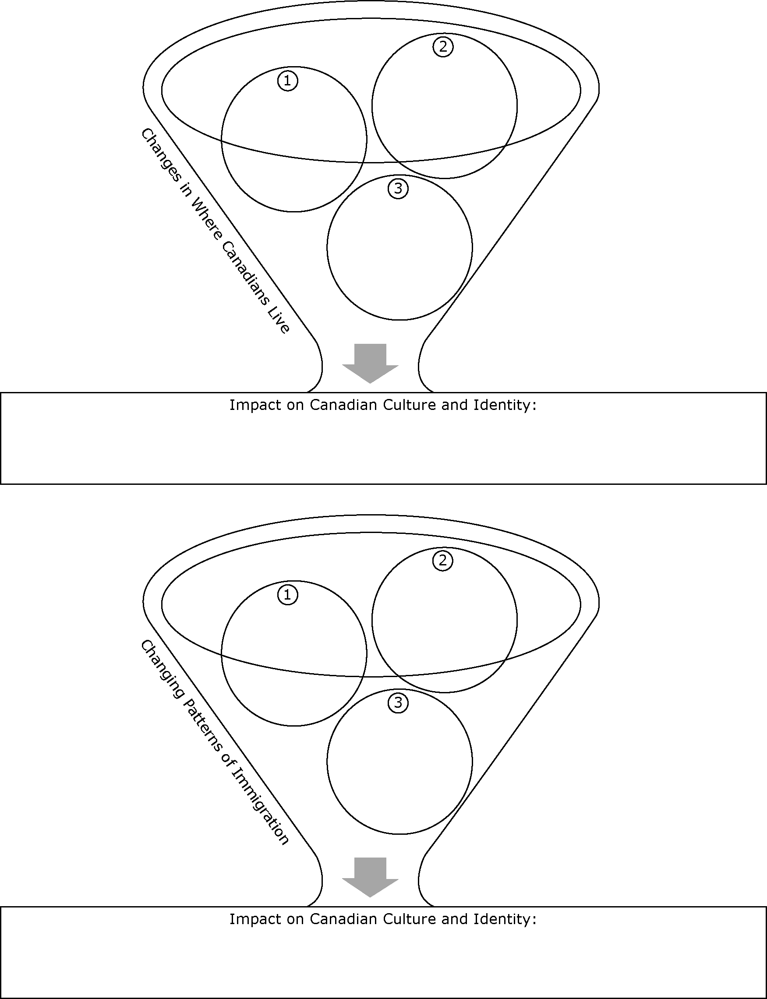 2
1
Changes in Where Canadians Live
3
Impact on Canadian Culture and Identity:
2
1
Changing Patterns of Immigration
3
Impact on Canadian Culture and Identity: